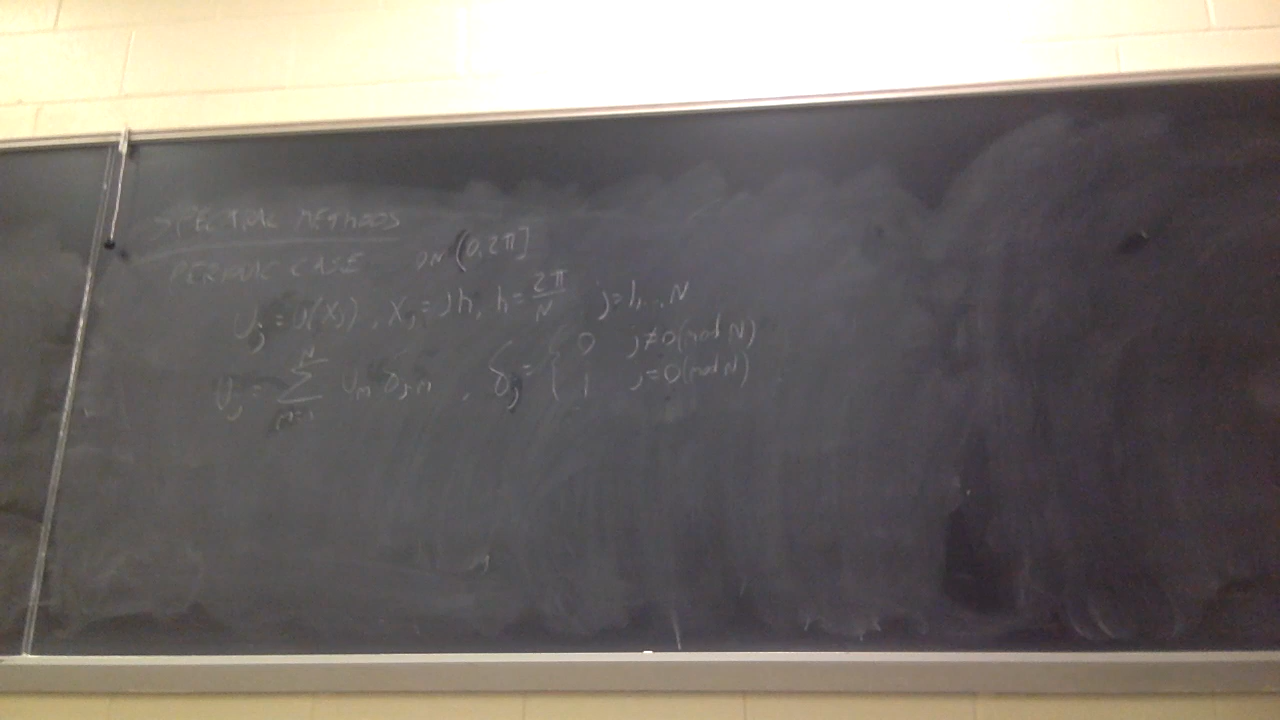 SPECTRAL METHODS
PERIODIC CASE ON (0, 2π]
U_j = U(X_j), X_j = jh, h = 2π/N j = 1, ... N
U_j = ∑_{m=1}^{N} U_m δ_{j-m}, δ_j = { 0 j ≠ 0 (mod N)
1 j = 0 (mod N)